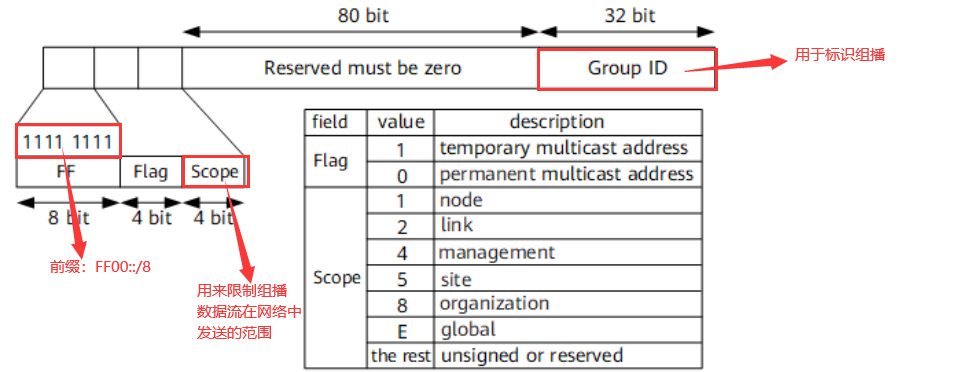 80 bit 32 bit
Reserved must be zero Group ID
用于标识组播
1111 1111
FF Flag Scope
8 bit 4 bit 4 bit
前缀：FF00::/8
用来限制组播
数据流在网络中
发送的范围
field value description
Flag 1 temporary multicast address
0 permanent multicast address
Scope 1 node
2 link
4 management
5 site
8 organization
E global
the rest unsigned or reserved